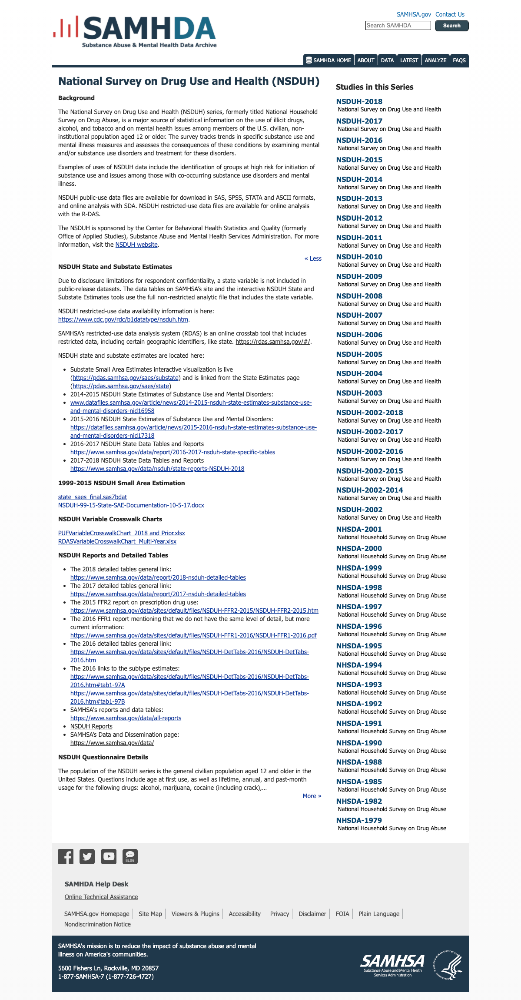 SAMHSA.gov Contact Us
SAMHDA
Substance Abuse & Mental Health Data Archive
Search SAMHDA Search
SAMHDA HOME ABOUT DATA LATEST ANALYZE FAQS
National Survey on Drug Use and Health (NSDUH)
Background
The National Survey on Drug Use and Health (NSDUH) series, formerly titled National Household
Survey on Drug Abuse, is a major source of statistical information on the use of illicit drugs,
alcohol, and tobacco and on mental health issues among members of the U.S. civilian, non-
institutional population aged 12 or older. The survey tracks trends in specific substance use and
mental illness measures and assesses the consequences of these conditions by examining mental
and/or substance use disorders and treatment for these disorders.
Examples of uses of NSDUH data include the identification of groups at high risk for initiation of
substance use and issues among those with co-occurring substance use disorders and mental
illness.
NSDUH public-use data files are available for download in SAS, SPSS, STATA and ASCII formats,
and online analysis with SDA. NSDUH restricted-use data files are available for online analysis
with the R-DAS.
The NSDUH is sponsored by the Center for Behavioral Health Statistics and Quality (formerly
Office of Applied Studies), Substance Abuse and Mental Health Services Administration. For more
information, visit the NSDUH website.
« Less
NSDUH State and Substate Estimates
Due to disclosure limitations for respondent confidentiality, a state variable is not included in
public-release datasets. The data tables on SAMHSA’s site and the interactive NSDUH State and
Substate Estimates tools use the full non-restricted analytic file that includes the state variable.
NSDUH restricted-use data availability information is here:
https://www.cdc.gov/rdc/b1datatype/nsduh.htm.
SAMHSA’s restricted-use data analysis system (RDAS) is an online crosstab tool that includes
restricted data, including certain geographic identifiers, like state. https://rdas.samhsa.gov/#/.
NSDUH state and substate estimates are located here:
• Substate Small Area Estimates interactive visualization is live
(https://pdas.samhsa.gov/saes/substate) and is linked from the State Estimates page
(https://pdas.samhsa.gov/saes/state)
• 2014-2015 NSDUH State Estimates of Substance Use and Mental Disorders:
• www.datafiles.samhsa.gov/article/news/2014-2015-nsduh-state-estimates-substance-use-
and-mental-disorders-nid16958
• 2015-2016 NSDUH State Estimates of Substance Use and Mental Disorders:
https://datafiles.samhsa.gov/article/news/2015-2016-nsduh-state-estimates-substance-use-
and-mental-disorders-nid17318
• 2016-2017 NSDUH State Data Tables and Reports
https://www.samhsa.gov/data/report/2016-2017-nsduh-state-specific-tables
• 2017-2018 NSDUH State Data Tables and Reports
https://www.samhsa.gov/data/nsduh/state-reports-NSDUH-2018
1999-2015 NSDUH Small Area Estimation
state_saes_final.sas7bdat
NSDUH-99-15-State-SAE-Documentation-10-5-17.docx
NSDUH Variable Crosswalk Charts
PUFVariableCrosswalkChart_2018 and Prior.xlsx
RDASVariableCrosswalkChart_Multi-Year.xlsx
NSDUH Reports and Detailed Tables
• The 2018 detailed tables general link:
https://www.samhsa.gov/data/report/2018-nsduh-detailed-tables
• The 2017 detailed tables general link:
https://www.samhsa.gov/data/report/2017-nsduh-detailed-tables
• The 2015 FFR2 report on prescription drug use:
https://www.samhsa.gov/data/sites/default/files/NSDUH-FFR2-2015/NSDUH-FFR2-2015.htm
• The 2016 FFR1 report mentioning that we do not have the same level of detail, but more
current information:
https://www.samhsa.gov/data/sites/default/files/NSDUH-FFR1-2016/NSDUH-FFR1-2016.pdf
• The 2016 detailed tables general link:
https://www.samhsa.gov/data/sites/default/files/NSDUH-DetTabs-2016/NSDUH-DetTabs-
2016.htm
• The 2016 links to the subtype estimates:
https://www.samhsa.gov/data/sites/default/files/NSDUH-DetTabs-2016/NSDUH-DetTabs-
2016.htm#tab1-97A
https://www.samhsa.gov/data/sites/default/files/NSDUH-DetTabs-2016/NSDUH-DetTabs-
2016.htm#tab1-97B
• SAMHSA's reports and data tables:
https://www.samhsa.gov/data/all-reports
• NSDUH Reports
• SAMHSA’s Data and Dissemination page:
https://www.samhsa.gov/data/
NSDUH Questionnaire Details
The population of the NSDUH series is the general civilian population aged 12 and older in the
United States. Questions include age at first use, as well as lifetime, annual, and past-month
usage for the following drugs: alcohol, marijuana, cocaine (including crack),...
More »
Studies in this Series
NSDUH-2018
National Survey on Drug Use and Health
NSDUH-2017
National Survey on Drug Use and Health
NSDUH-2016
National Survey on Drug Use and Health
NSDUH-2015
National Survey on Drug Use and Health
NSDUH-2014
National Survey on Drug Use and Health
NSDUH-2013
National Survey on Drug Use and Health
NSDUH-2012
National Survey on Drug Use and Health
NSDUH-2011
National Survey on Drug Use and Health
NSDUH-2010
National Survey on Drug Use and Health
NSDUH-2009
National Survey on Drug Use and Health
NSDUH-2008
National Survey on Drug Use and Health
NSDUH-2007
National Survey on Drug Use and Health
NSDUH-2006
National Survey on Drug Use and Health
NSDUH-2005
National Survey on Drug Use and Health
NSDUH-2004
National Survey on Drug Use and Health
NSDUH-2003
National Survey on Drug Use and Health
NSDUH-2002-2018
National Survey on Drug Use and Health
NSDUH-2002-2017
National Survey on Drug Use and Health
NSDUH-2002-2016
National Survey on Drug Use and Health
NSDUH-2002-2015
National Survey on Drug Use and Health
NSDUH-2002-2014
National Survey on Drug Use and Health
NSDUH-2002
National Survey on Drug Use and Health
NHSDA-2001
National Household Survey on Drug Abuse
NHSDA-2000
National Household Survey on Drug Abuse
NHSDA-1999
National Household Survey on Drug Abuse
NHSDA-1998
National Household Survey on Drug Abuse
NHSDA-1997
National Household Survey on Drug Abuse
NHSDA-1996
National Household Survey on Drug Abuse
NHSDA-1995
National Household Survey on Drug Abuse
NHSDA-1994
National Household Survey on Drug Abuse
NHSDA-1993
National Household Survey on Drug Abuse
NHSDA-1992
National Household Survey on Drug Abuse
NHSDA-1991
National Household Survey on Drug Abuse
NHSDA-1990
National Household Survey on Drug Abuse
NHSDA-1988
National Household Survey on Drug Abuse
NHSDA-1985
National Household Survey on Drug Abuse
NHSDA-1982
National Household Survey on Drug Abuse
NHSDA-1979
National Household Survey on Drug Abuse
BLOG
SAMHDA Help Desk
Online Technical Assistance
SAMHSA.gov Homepage Site Map Viewers & Plugins Accessibility Privacy Disclaimer FOIA Plain Language
Nondiscrimination Notice
SAMHSA's mission is to reduce the impact of substance abuse and mental
illness on America's communities.
5600 Fishers Ln, Rockville, MD 20857
1-877-SAMHSA-7 (1-877-726-4727)
SAMHSA
Substance Abuse and Mental Health
Services Administration
DEPARTMENT OF HEALTH & HUMAN SERVICES • USA